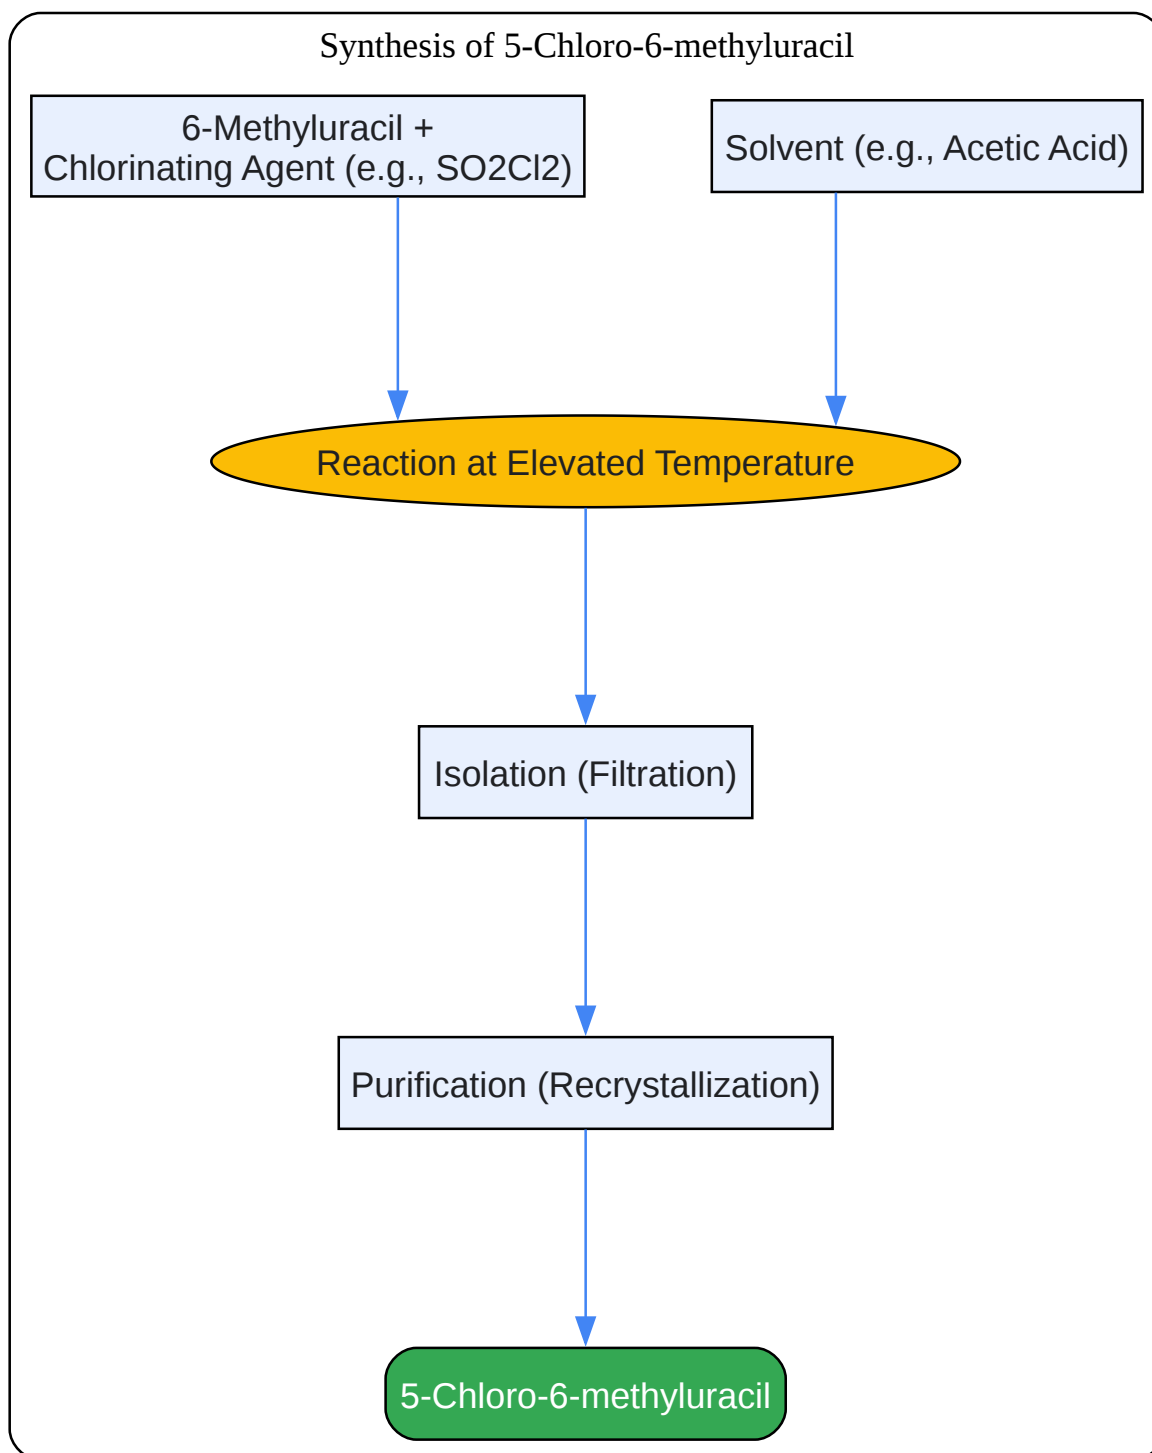 Synthesis of 5-Chloro-6-methyluracil
6-Methyluracil +
Chlorinating Agent (e.g., SO2Cl2)
Solvent (e.g., Acetic Acid)
Reaction at Elevated Temperature
Isolation (Filtration)
Purification (Recrystallization)
5-Chloro-6-methyluracil